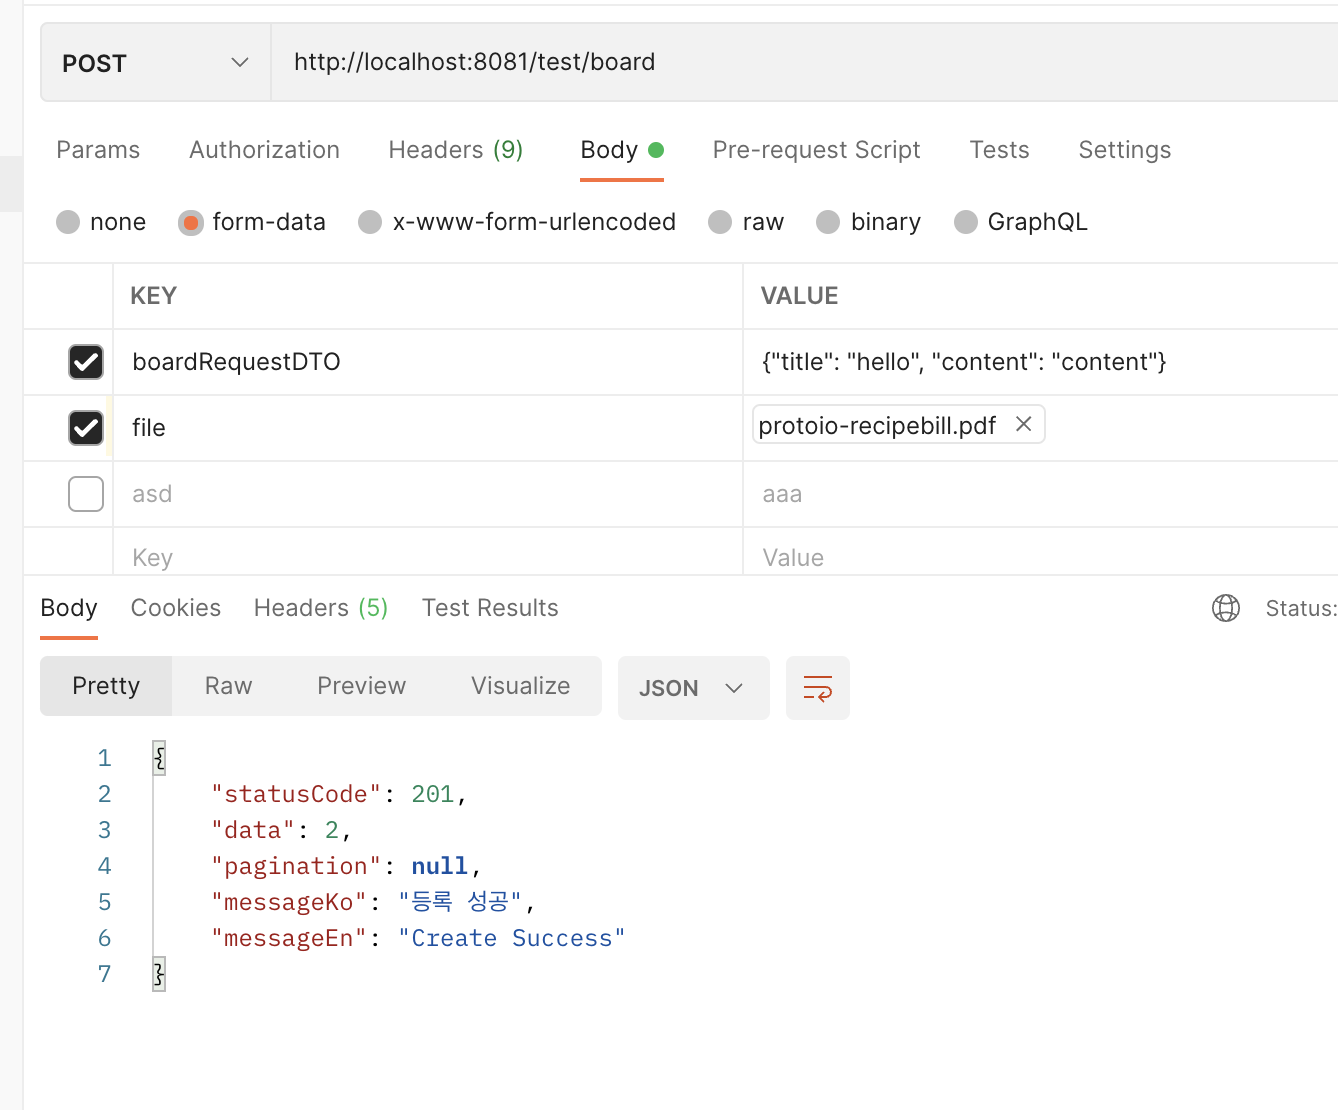 POST http://localhost:8081/test/board
Params Authorization Headers (9) Body Pre-request Script Tests Settings
none form-data x-www-form-urlencoded raw binary GraphQL
KEY VALUE
boardRequestDTO {"title": "hello", "content": "content"}
file protoio-recipebill.pdf
asd aaa
Key Value
Body Cookies Headers (5) Test Results Status:
Pretty Raw Preview Visualize JSON
1 {
2 "statusCode": 201,
3 "data": 2,
4 "pagination": null,
5 "messageKo": "등록 성공",
6 "messageEn": "Create Success"
7 }